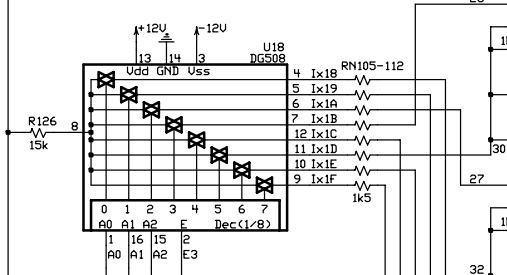 28
+12V
-12V
U18
DG508
13 14 3
Vdd GND Vss
RN105-112
4 Ix18
5 Ix19
6 Ix1A
7 Ix1B
12 Ix1C
11 Ix1D
10 Ix1E
9 Ix1F
R126
15k
8
30
27
1k5
0 1 2 3 4 5 6 7
A0 A1 A2 E Dec(1/8)
1 16 15 2
A0 A1 A2 E3
32